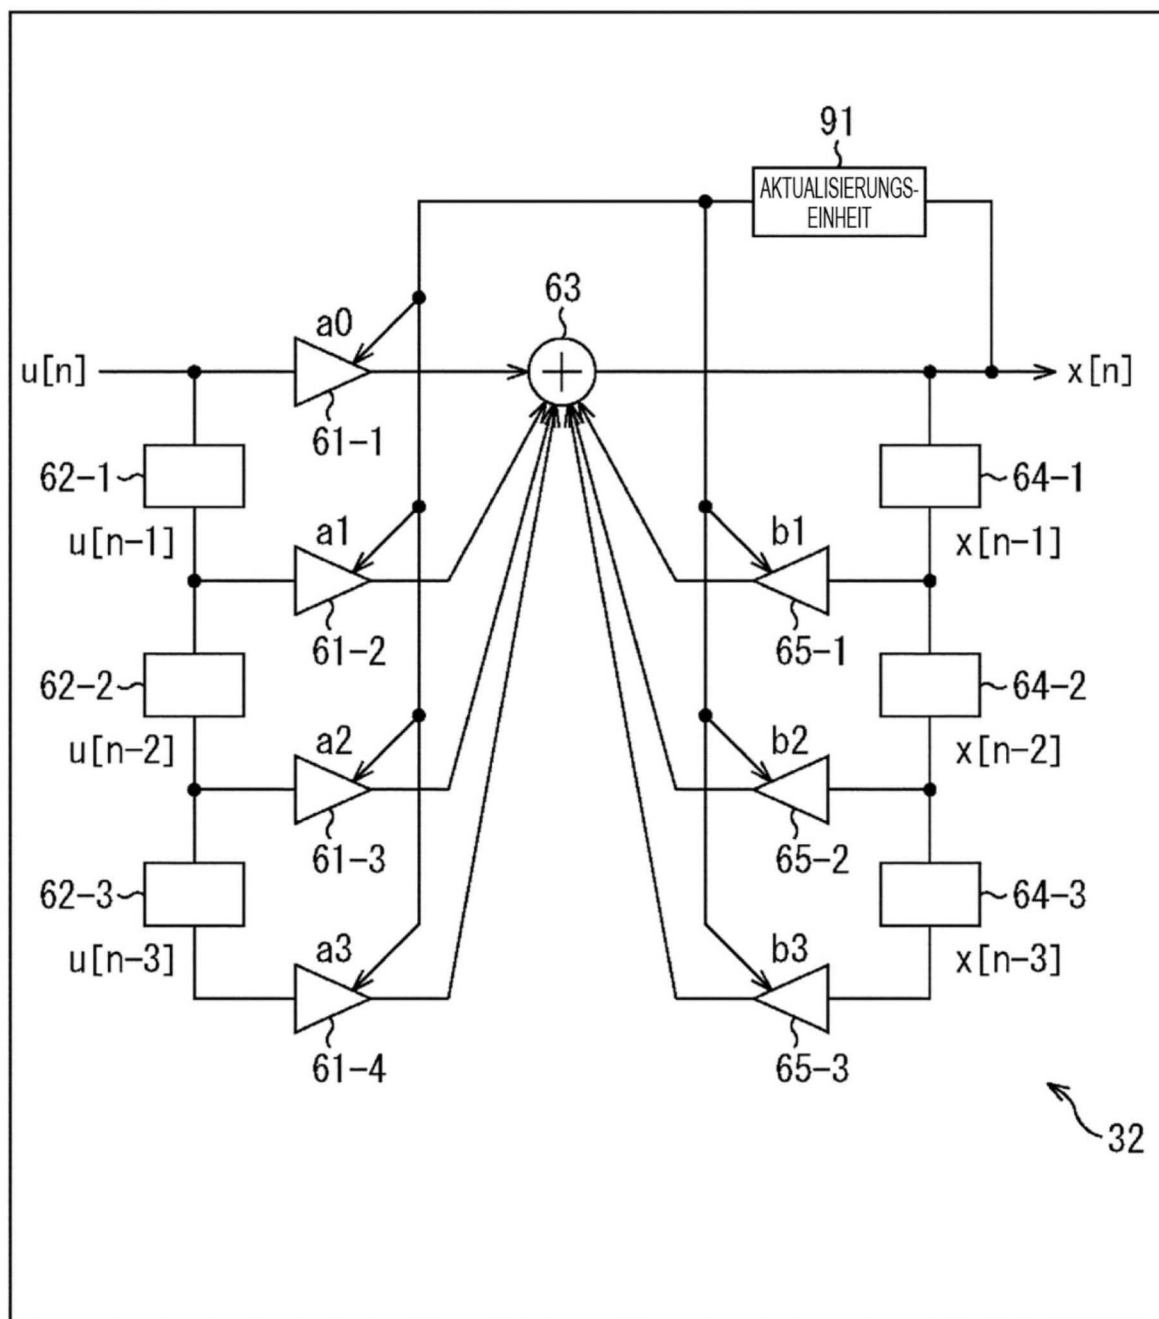 91
AKTUALISIERUNGS-
EINHEIT
63
a0
u[n]
x[n]
61-1
62-1
64-1
u[n-1]
a1
b1
x[n-1]
61-2
65-1
62-2
64-2
u[n-2]
a2
b2
x[n-2]
61-3
65-2
62-3
64-3
u[n-3]
a3
b3
x[n-3]
61-4
65-3
32